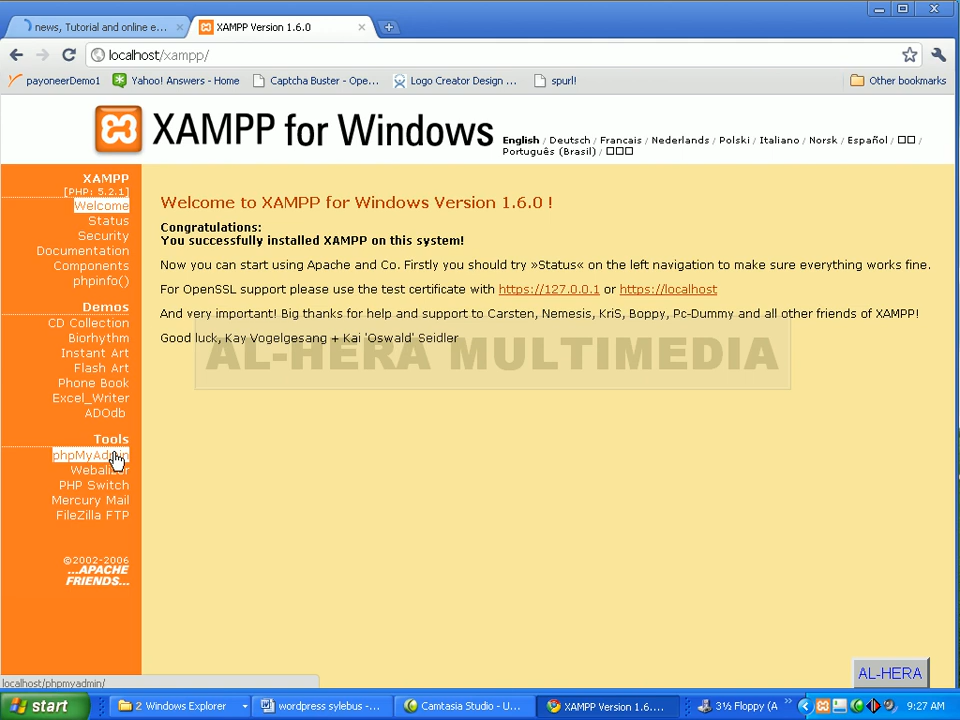 news, Tutorial and online e...
XAMPP Version 1.6.0
localhost/xampp/
payoneerDemo1
Yahoo! Answers - Home
Captcha Buster - Ope...
Logo Creator Design ...
spurl!
Other bookmarks
XAMPP for Windows
English / Deutsch / Francais / Nederlands / Polski / Italiano / Norsk / Español / □□ /
Português (Brasil) / □□□
XAMPP
[PHP: 5.2.1]
Welcome
Status
Security
Documentation
Components
phpinfo()
Demos
CD Collection
Biorhythm
Instant Art
Flash Art
Phone Book
Excel_Writer
ADOdb
Tools
phpMyAdmin
Webalizer
PHP Switch
Mercury Mail
FileZilla FTP
©2002-2006
...APACHE
FRIENDS...
Welcome to XAMPP for Windows Version 1.6.0 !
Congratulations:
You successfully installed XAMPP on this system!
Now you can start using Apache and Co. Firstly you should try »Status« on the left navigation to make sure everything works fine.
For OpenSSL support please use the test certificate with https://127.0.0.1 or https://localhost
And very important! Big thanks for help and support to Carsten, Nemesis, KriS, Boppy, Pc-Dummy and all other friends of XAMPP!
Good luck, Kay Vogelgesang + Kai 'Oswald' Seidler
AL-HERA MULTIMEDIA
AL-HERA
localhost/phpmyadmin/
start
2 Windows Explorer
wordpress sylebus -...
Camtasia Studio - U...
XAMPP Version 1.6....
3½ Floppy (A
9:27 AM